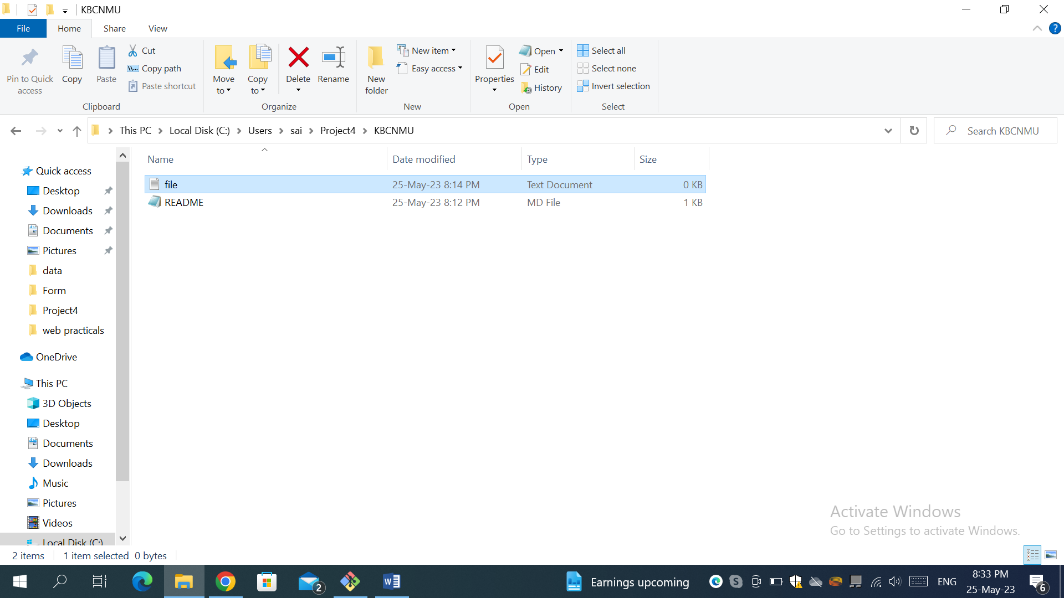 KBCNMU
File Home Share View
Pin to Quick access
Copy
Paste
Cut
Copy path
Paste shortcut
Clipboard
Move to
Copy to
Delete
Rename
Organize
New folder
New item
Easy access
New
Properties
Open
Edit
History
Open
Select all
Select none
Invert selection
Select
This PC > Local Disk (C:) > Users > sai > Project4 > KBCNMU
Search KBCNMU
Name Date modified Type Size
file 25-May-23 8:14 PM Text Document 0 KB
README 25-May-23 8:12 PM MD File 1 KB
Quick access
Desktop
Downloads
Documents
Pictures
data
Form
Project4
web practicals
OneDrive
This PC
3D Objects
Desktop
Documents
Downloads
Music
Pictures
Videos
Local Disk (C:)
Activate Windows
Go to Settings to activate Windows.
2 items 1 item selected 0 bytes
2
Earnings upcoming
ENG
8:33 PM
25-May-23
6